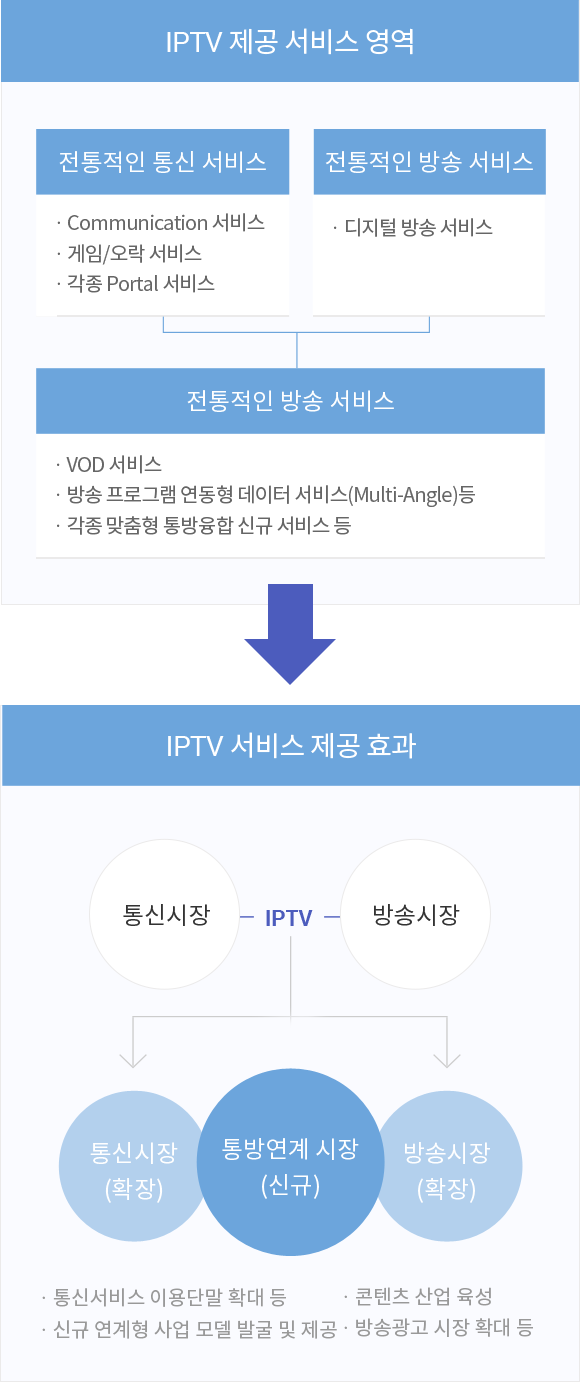 IPTV 제공 서비스 영역
전통적인 통신 서비스
· Communication 서비스
· 게임/오락 서비스
· 각종 Portal 서비스
전통적인 방송 서비스
· 디지털 방송 서비스
전통적인 방송 서비스
· VOD 서비스
· 방송 프로그램 연동형 데이터 서비스(Multi-Angle)등
· 각종 맞춤형 통방융합 신규 서비스 등
IPTV 서비스 제공 효과
통신시장
IPTV
방송시장
통신시장
(확장)
통방연계 시장
(신규)
방송시장
(확장)
· 통신서비스 이용단말 확대 등
· 신규 연계형 사업 모델 발굴 및 제공
· 콘텐츠 산업 육성
· 방송광고 시장 확대 등